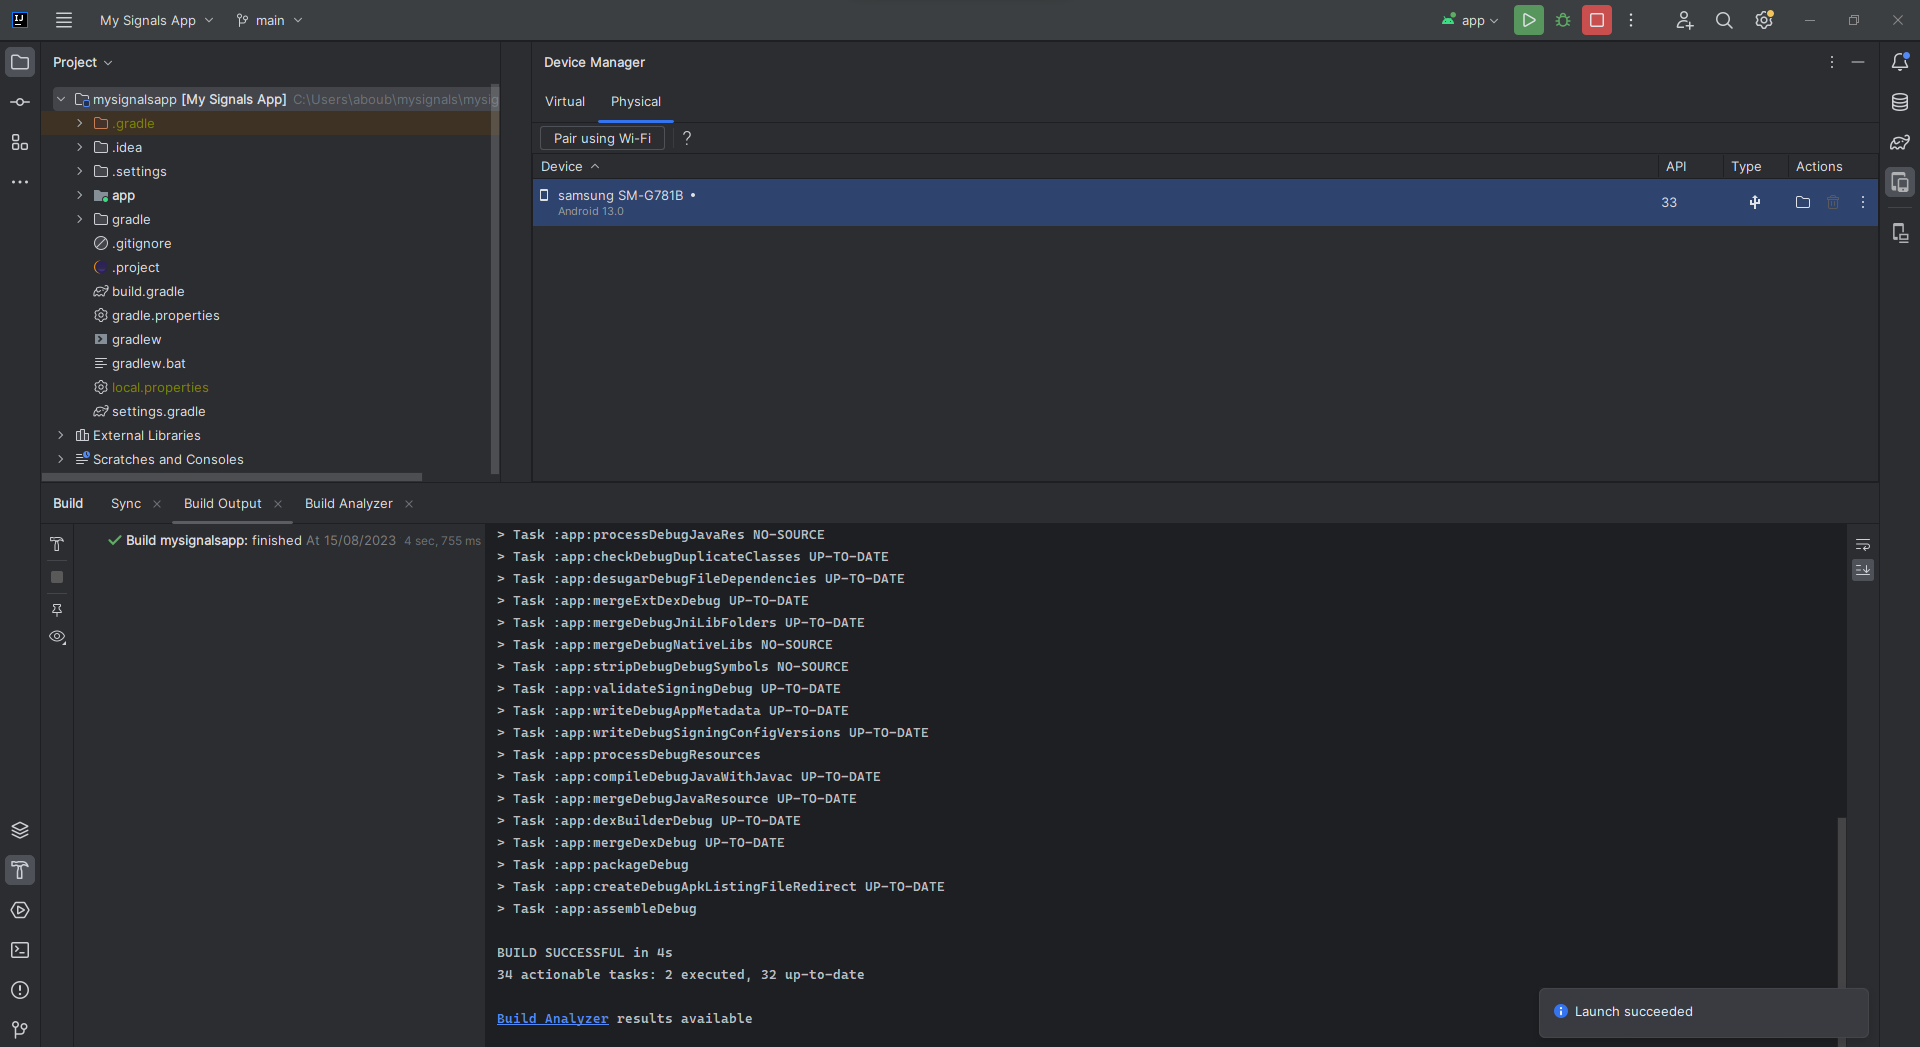 My Signals App
main
app
Project
mysignalsapp [My Signals App] C:\Users\aboub\mysignals\mysig
.gradle
.idea
.settings
app
gradle
.gitignore
.project
build.gradle
gradle.properties
gradlew
gradlew.bat
local.properties
settings.gradle
External Libraries
Scratches and Consoles
Device Manager
Virtual Physical
Pair using Wi-Fi ?
Device API Type Actions
samsung SM-G781B
Android 13.0
33
Build Sync Build Output Build Analyzer
Build mysignalsapp: finished At 15/08/2023 4 sec, 755 ms
> Task :app:processDebugJavaRes NO-SOURCE
> Task :app:checkDebugDuplicateClasses UP-TO-DATE
> Task :app:desugarDebugFileDependencies UP-TO-DATE
> Task :app:mergeExtDexDebug UP-TO-DATE
> Task :app:mergeDebugJniLibFolders UP-TO-DATE
> Task :app:mergeDebugNativeLibs NO-SOURCE
> Task :app:stripDebugDebugSymbols NO-SOURCE
> Task :app:validateSigningDebug UP-TO-DATE
> Task :app:writeDebugAppMetadata UP-TO-DATE
> Task :app:writeDebugSigningConfigVersions UP-TO-DATE
> Task :app:processDebugResources
> Task :app:compileDebugJavaWithJavac UP-TO-DATE
> Task :app:mergeDebugJavaResource UP-TO-DATE
> Task :app:dexBuilderDebug UP-TO-DATE
> Task :app:mergeDexDebug UP-TO-DATE
> Task :app:packageDebug
> Task :app:createDebugApkListingFileRedirect UP-TO-DATE
> Task :app:assembleDebug
BUILD SUCCESSFUL in 4s
34 actionable tasks: 2 executed, 32 up-to-date
Build Analyzer results available
Launch succeeded